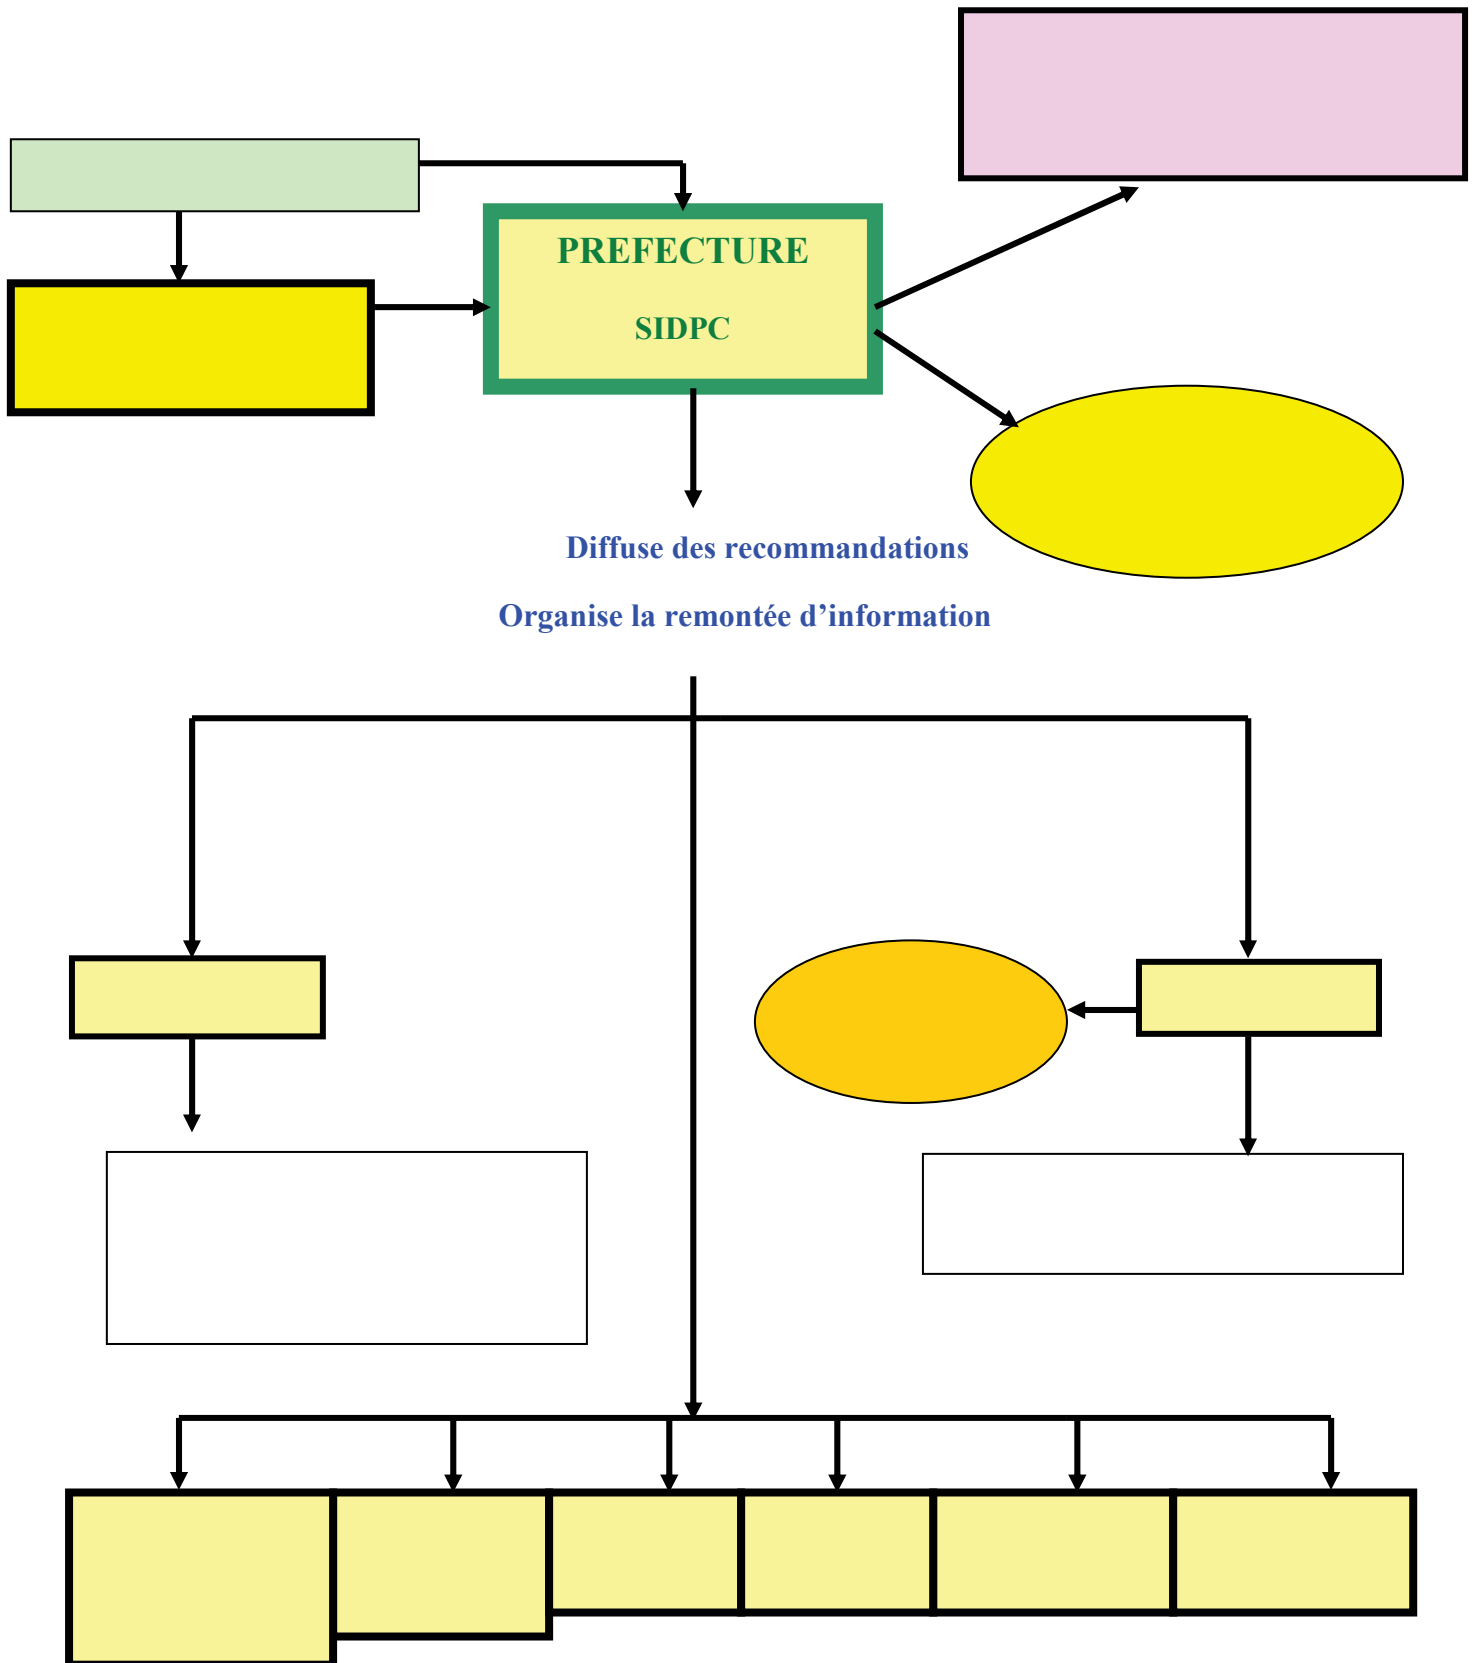 PREFECTURE
SIDPC
Diffuse des recommandations
Organise la remontée d’information